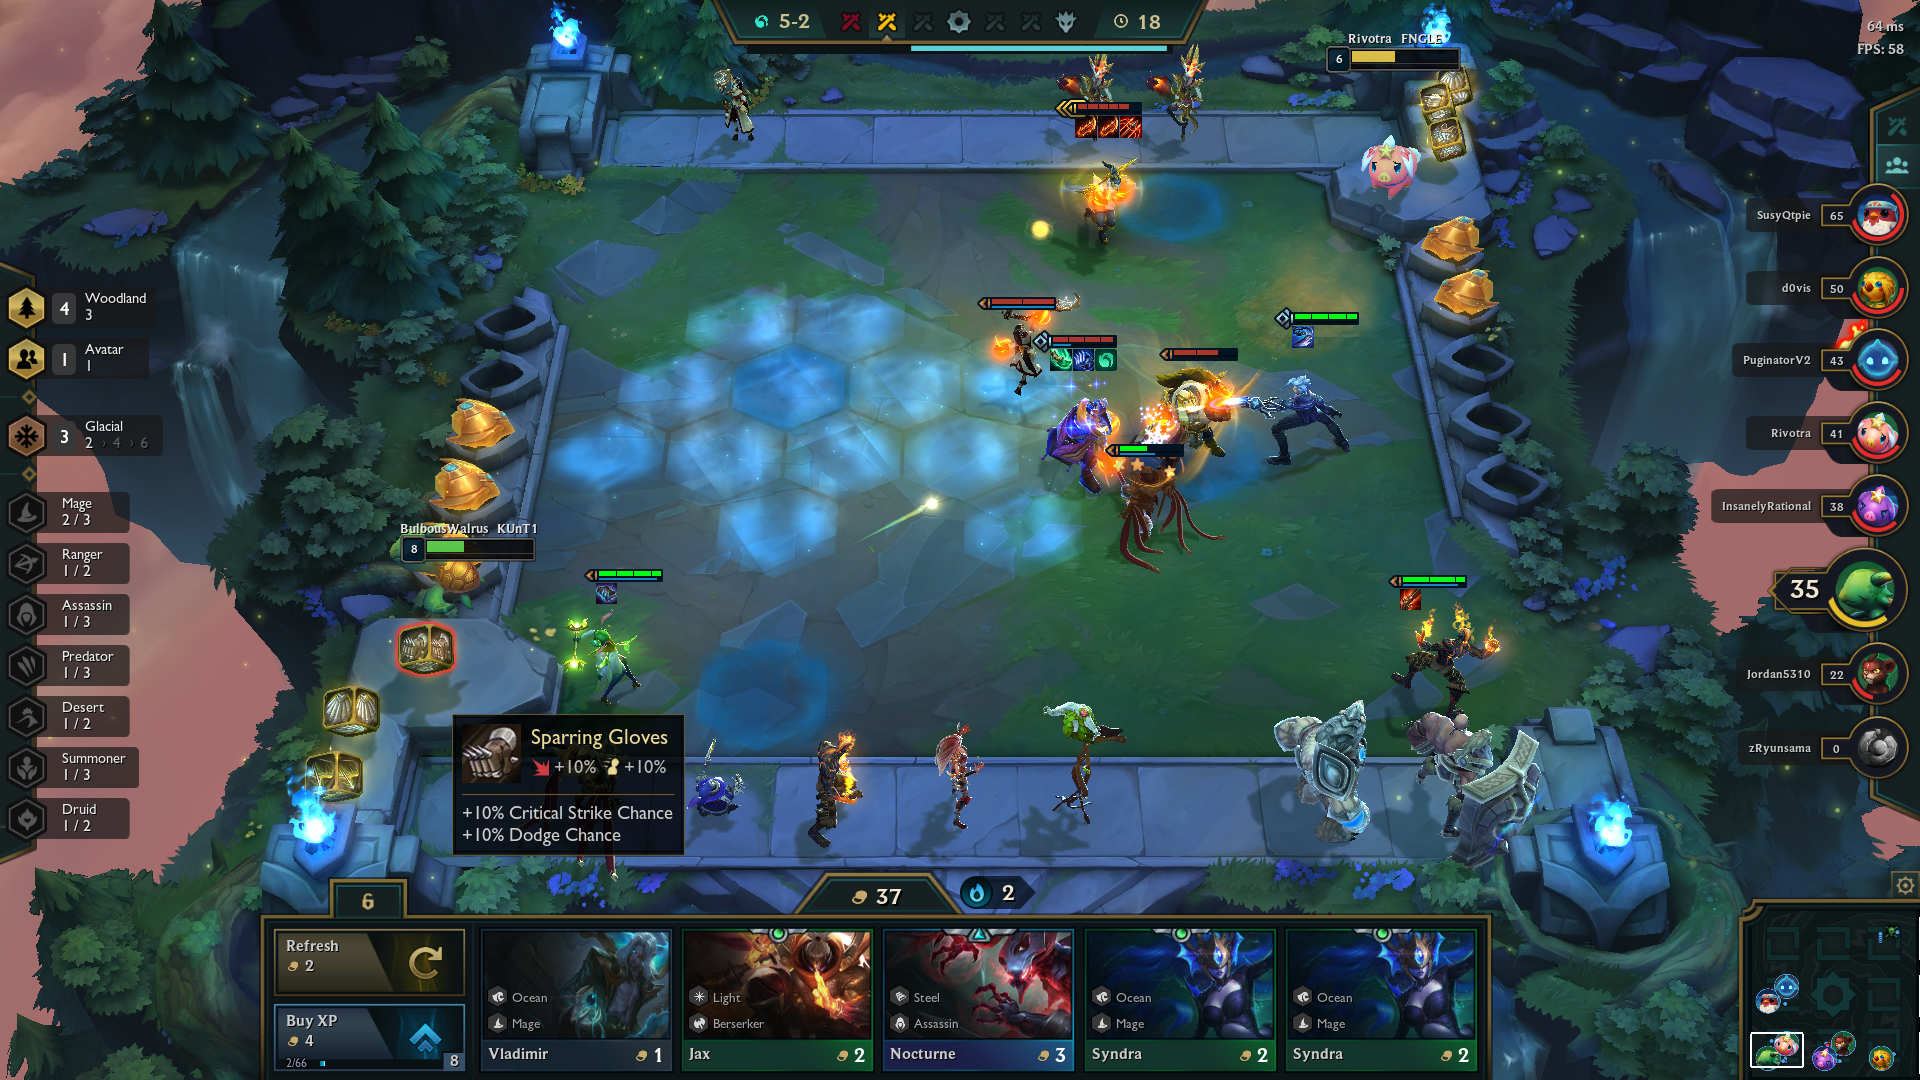 5-2
18
64 ms
FPS: 58
Rivotra FNGLE
6
SusyQtpie 65
d0vis 50
PuginatorV2 43
Rivotra 41
InsanelyRational 38
35
Jordan5310 22
zRyunsama 0
4 Woodland
3
1 Avatar
1
3 Glacial
2 › 4 › 6
Mage
2 / 3
Ranger
1 / 2
Assassin
1 / 3
Predator
1 / 3
Desert
1 / 2
Summoner
1 / 3
Druid
1 / 2
BulbousWalrus KUnT1
8
Sparring Gloves
+10% +10%
+10% Critical Strike Chance
+10% Dodge Chance
6
37
2
Refresh
2
Buy XP
4
2/66
8
Ocean
Mage
Vladimir 1
Light
Berserker
Jax 2
Steel
Assassin
Nocturne 3
Ocean
Mage
Syndra 2
Ocean
Mage
Syndra 2